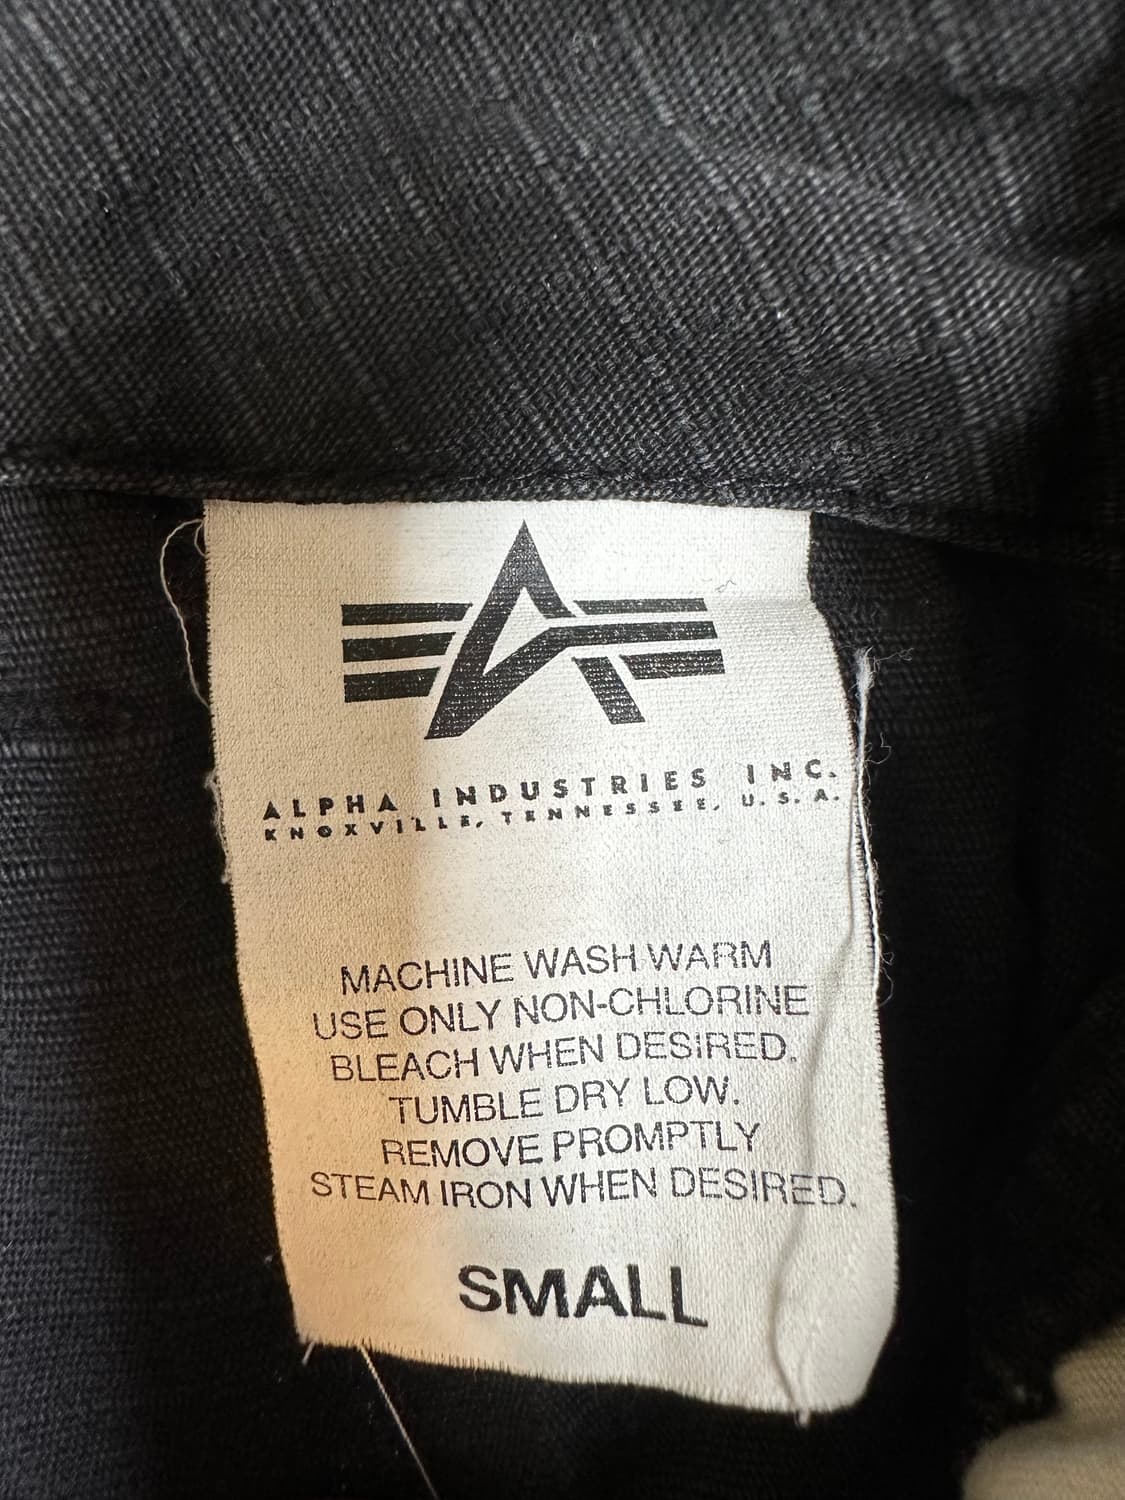 ALPHA INDUSTRIES INC.
KNOXVILLE, TENNESSEE, U.S.A.
MACHINE WASH WARM
USE ONLY NON-CHLORINE
BLEACH WHEN DESIRED.
TUMBLE DRY LOW.
REMOVE PROMPTLY
STEAM IRON WHEN DESIRED.
SMALL